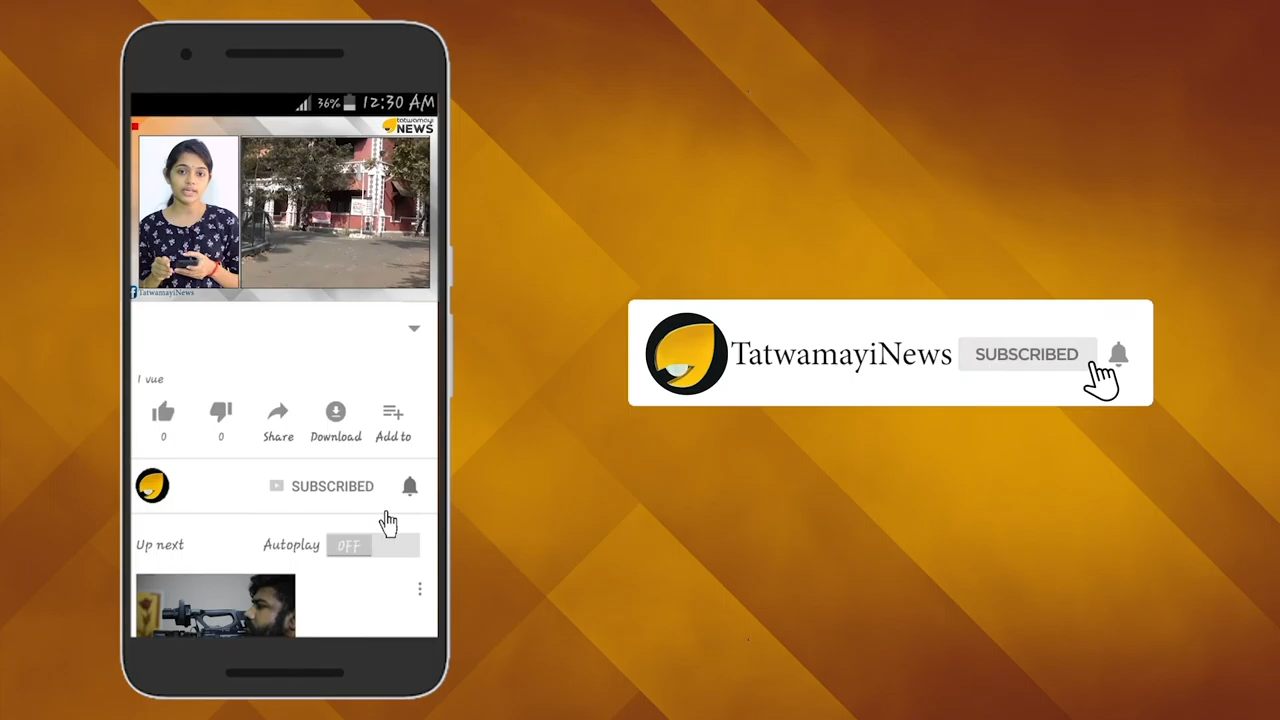 36% 12:30 AM
tatwamayi
NEWS
TatwamayiNews
1 vue
0 0 Share Download Add to
SUBSCRIBED
Up next Autoplay OFF
TatwamayiNews SUBSCRIBED